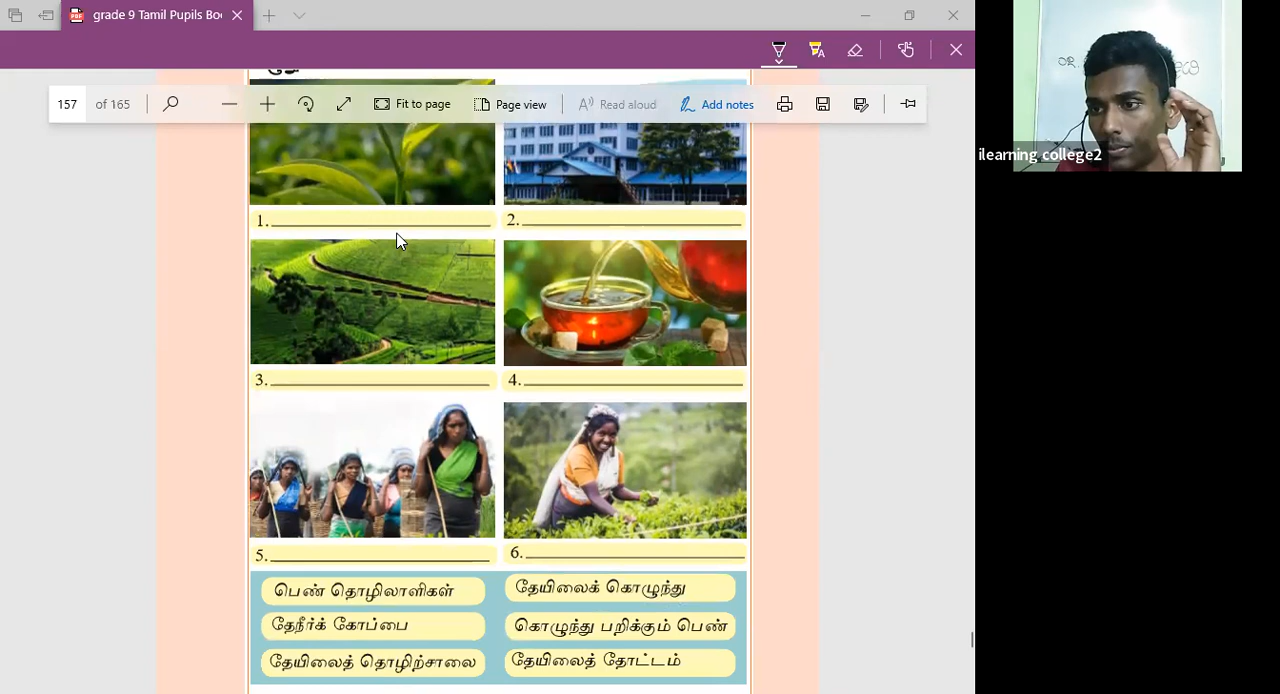 grade 9 Tamil Pupils Bo
157 of 165
Fit to page
Page view
Read aloud
Add notes
ilearning college2
1.
2.
3.
4.
5.
6.
பெண் தொழிலாளிகள்
தேயிலைக் கொழுந்து
தேநீர்க் கோப்பை
கொழுந்து பறிக்கும் பெண்
தேயிலைத் தொழிற்சாலை
தேயிலைத் தோட்டம்